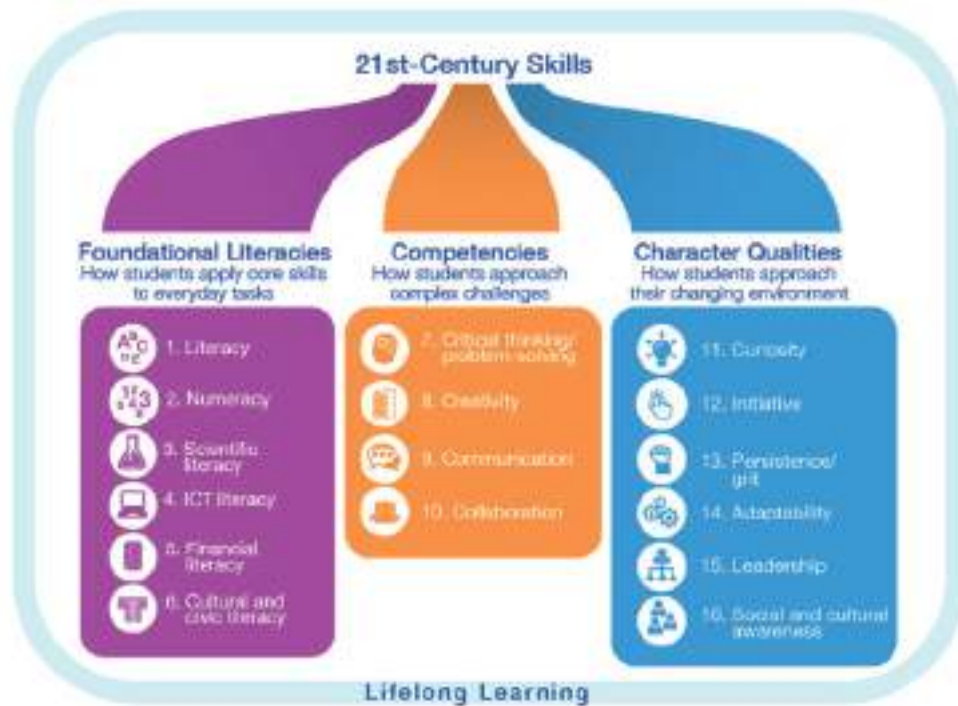 21st-Century Skills
Foundational Literacies
How students apply core skills
to everyday tasks
1. Literacy
2. Numeracy
3. Scientific
literacy
4. ICT literacy
5. Financial
literacy
6. Cultural and
civic literacy
Competencies
How students approach
complex challenges
7. Critical thinking/
problem-solving
8. Creativity
9. Communication
10. Collaboration
Character Qualities
How students approach
their changing environment
11. Curiosity
12. Initiative
13. Persistence/
grit
14. Adaptability
15. Leadership
16. Social and cultural
awareness
Lifelong Learning